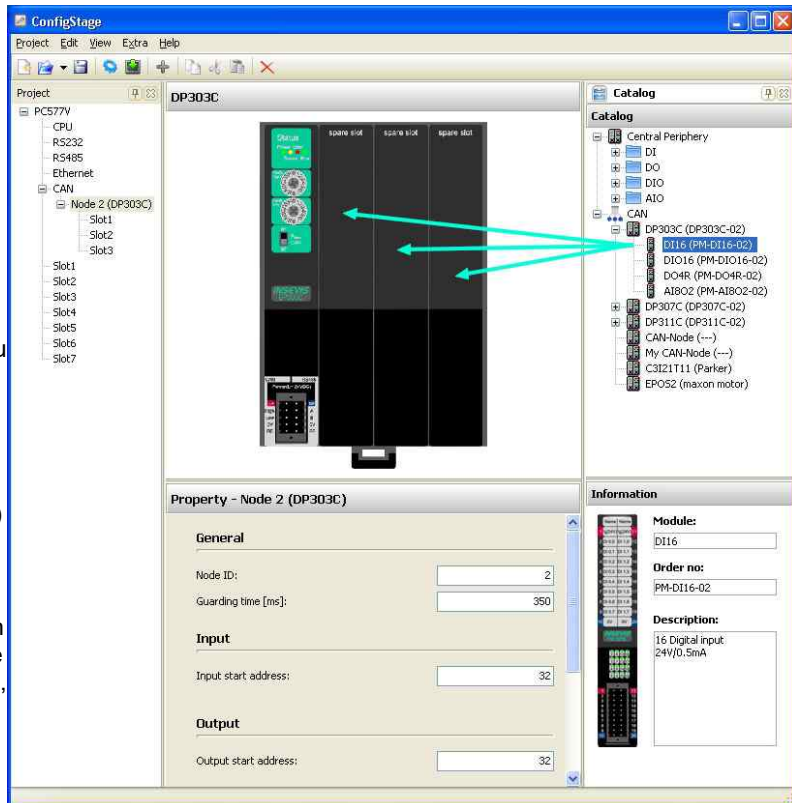 ConfigStage
Project Edit View Extra Help
Project
PC577V
CPU
RS232
RS485
Ethernet
CAN
Node 2 (DP303C)
Slot1
Slot2
Slot3
Slot1
Slot2
Slot3
Slot4
Slot5
Slot6
Slot7
u
)
n
e
,
DP303C
Status
spare slot spare slot spare slot
INSEVIS
Property - Node 2 (DP303C)
General
Node ID: 2
Guarding time [ms]: 350
Input
Input start address: 32
Output
Output start address: 32
Catalog
Catalog
Central Periphery
DI
DO
DIO
AIO
CAN
DP303C (DP303C-02)
DI16 (PM-DI16-02)
DIO16 (PM-DIO16-02)
DO4R (PM-DO4R-02)
AI8O2 (PM-AI8O2-02)
DP307C (DP307C-02)
DP311C (DP311C-02)
CAN-Node (---)
My CAN-Node (---)
C3I21T11 (Parker)
EPOS2 (maxon motor)
Information
Module:
DI16
Order no:
PM-DI16-02
Description:
16 Digital input
24V/0.5mA